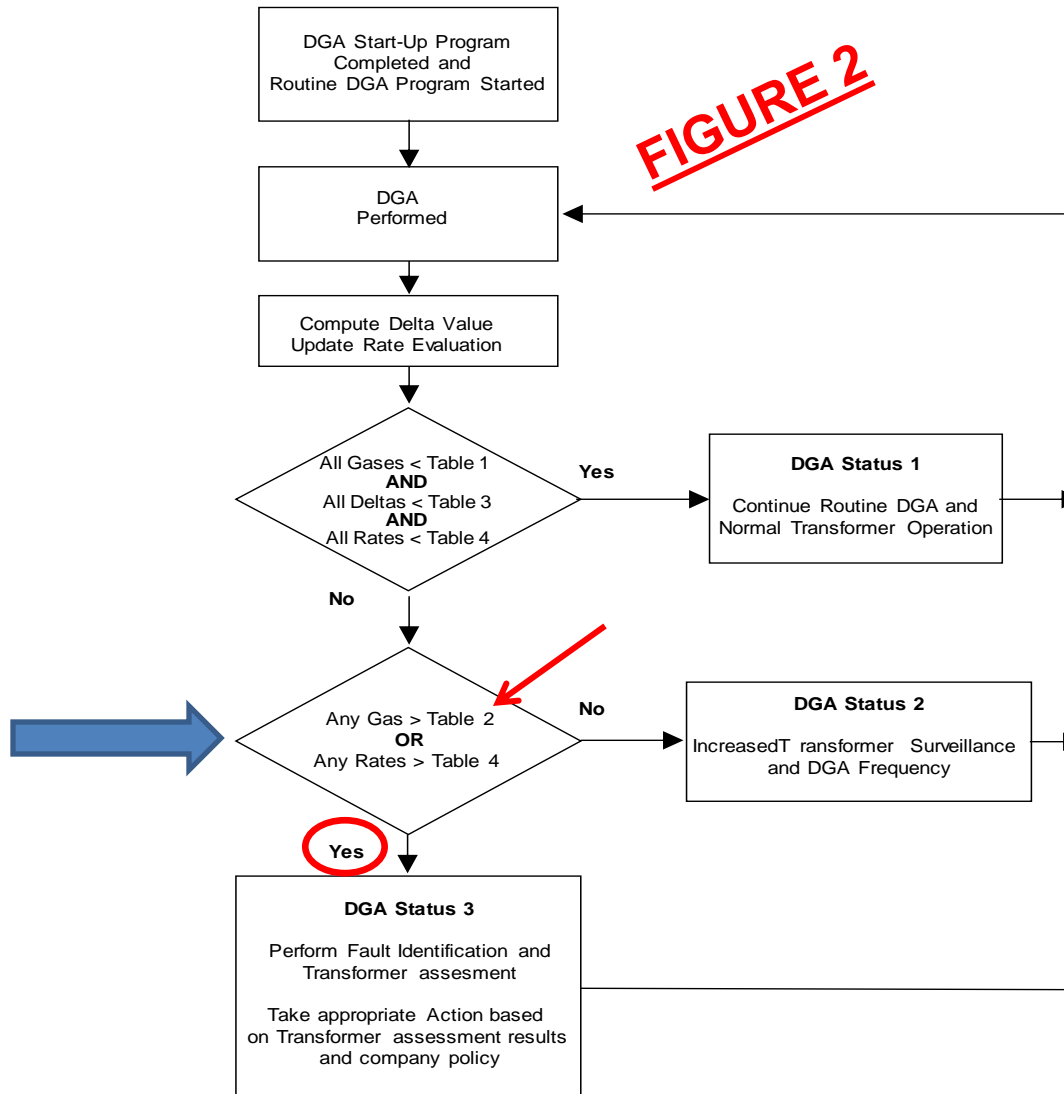 DGA Start-Up Program
Completed and
Routine DGA Program Started
FIGURE 2
DGA
Performed
Compute Delta Value
Update Rate Evaluation
All Gases < Table 1
AND
All Deltas < Table 3
AND
All Rates < Table 4
Yes
DGA Status 1
Continue Routine DGA and
Normal Transformer Operation
No
Any Gas > Table 2
OR
Any Rates > Table 4
No
DGA Status 2
IncreasedT ransformer Surveillance
and DGA Frequency
Yes
DGA Status 3
Perform Fault Identification and
Transformer assesment
Take appropriate Action based
on Transformer assessment results
and company policy